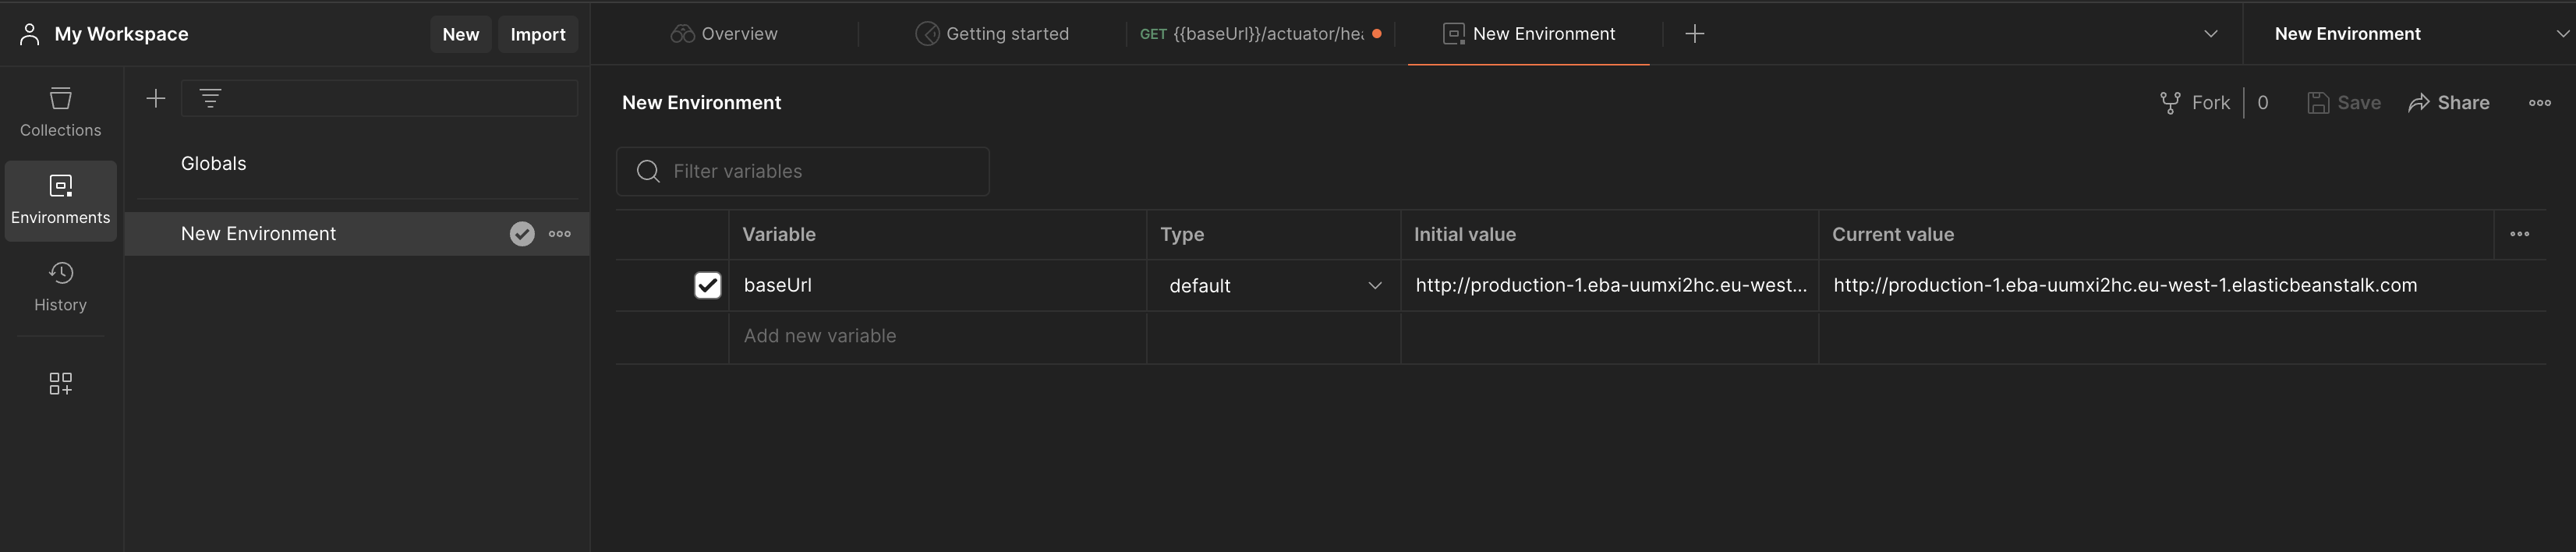 My Workspace
New
Import
Overview
Getting started
GET {{baseUrl}}/actuator/hea
New Environment
New Environment
Collections
Environments
History
Globals
New Environment
New Environment
Fork
0
Save
Share
Filter variables
Variable
Type
Initial value
Current value
baseUrl
default
http://production-1.eba-uumxi2hc.eu-west...
http://production-1.eba-uumxi2hc.eu-west-1.elasticbeanstalk.com
Add new variable